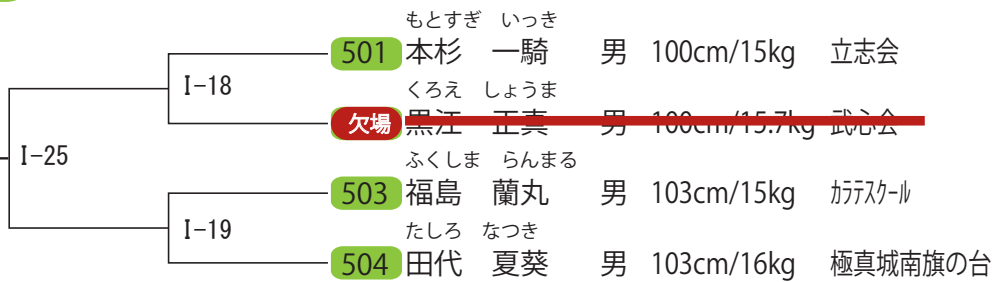 もとすぎ いっき
501 本杉 一騎 男 100cm/15kg 立志会
I-18
くろえ しょうま
欠場 黒江 正真 男 100cm/15.7kg 武心会
I-25
ふくしま らんまる
503 福島 蘭丸 男 103cm/15kg カラテスクール
I-19
たしろ なつき
504 田代 夏葵 男 103cm/16kg 極真城南旗の台